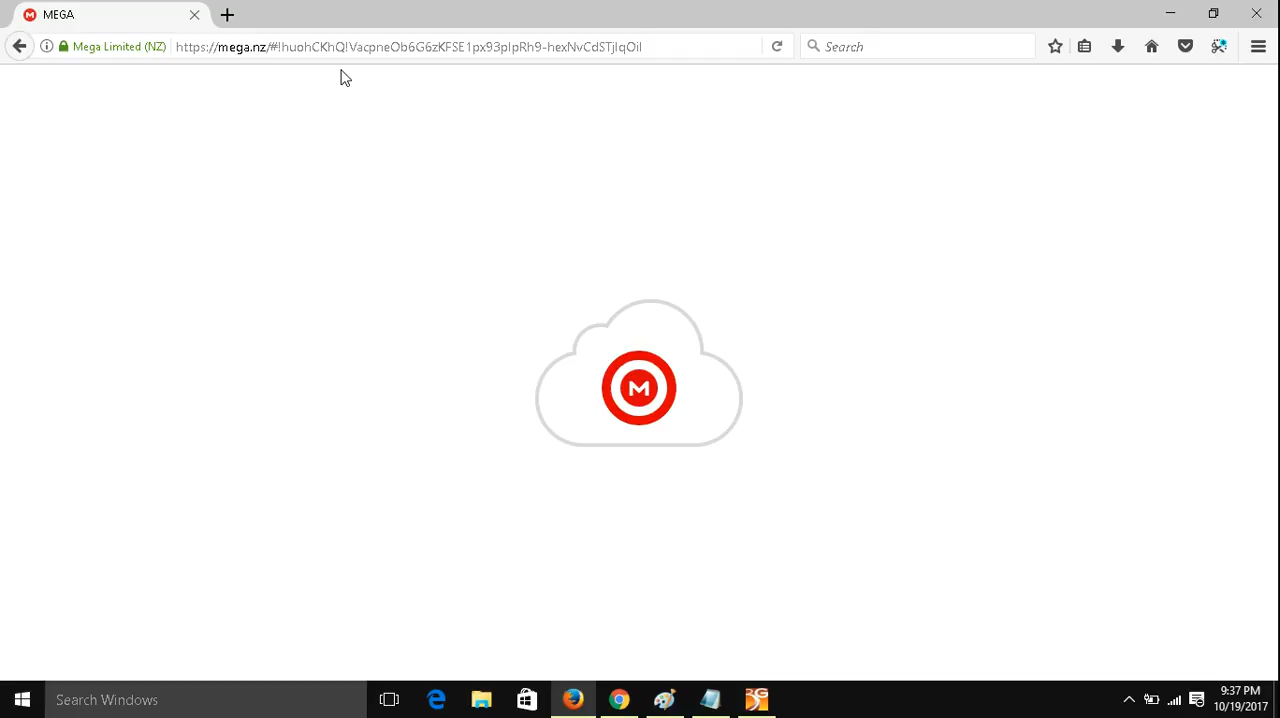 MEGA
Mega Limited (NZ)
https://mega.nz/#!huohCKhQ!VacpneOb6G6zKFSE1px93pIpRh9-hexNvCdSTjIqOiI
Search
M
Search Windows
3G
9:37 PM
10/19/2017